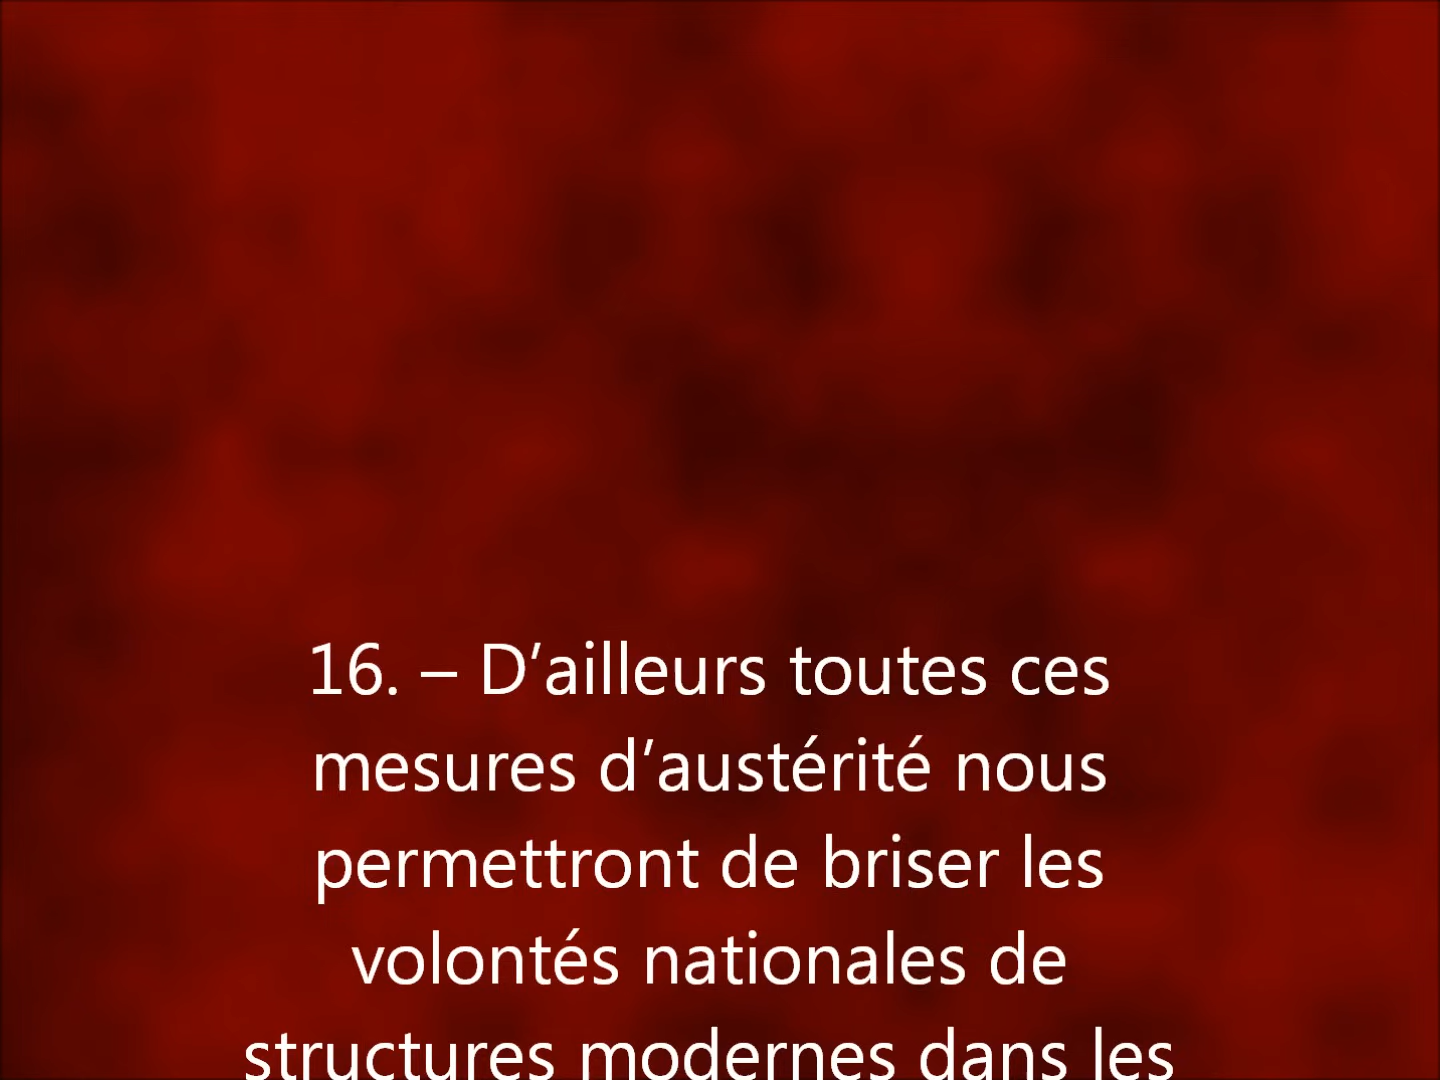 16. – D’ailleurs toutes ces
mesures d’austérité nous
permettront de briser les
volontés nationales de
structures modernes dans les